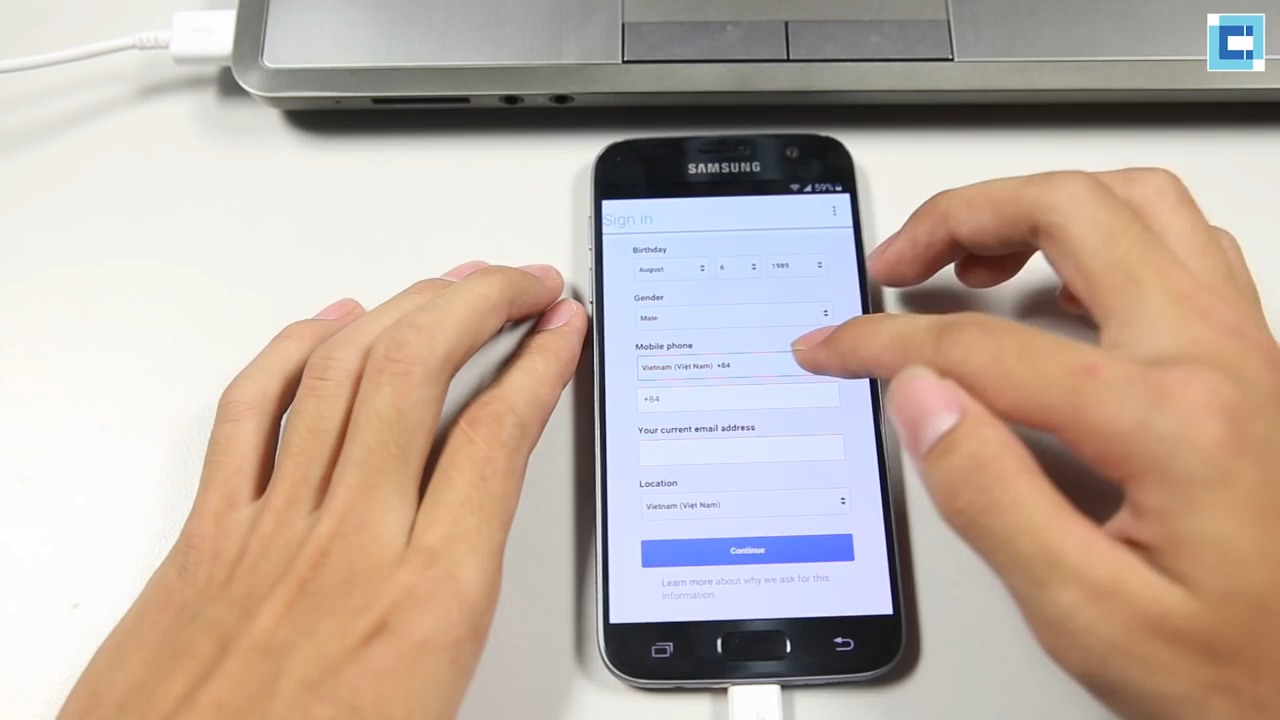 SAMSUNG
59%
Sign in
Birthday
August 6 1989
Gender
Male
Mobile phone
Vietnam (Việt Nam) +84
+84
Your current email address
Location
Vietnam (Việt Nam)
Continue
Learn more about why we ask for this
information.